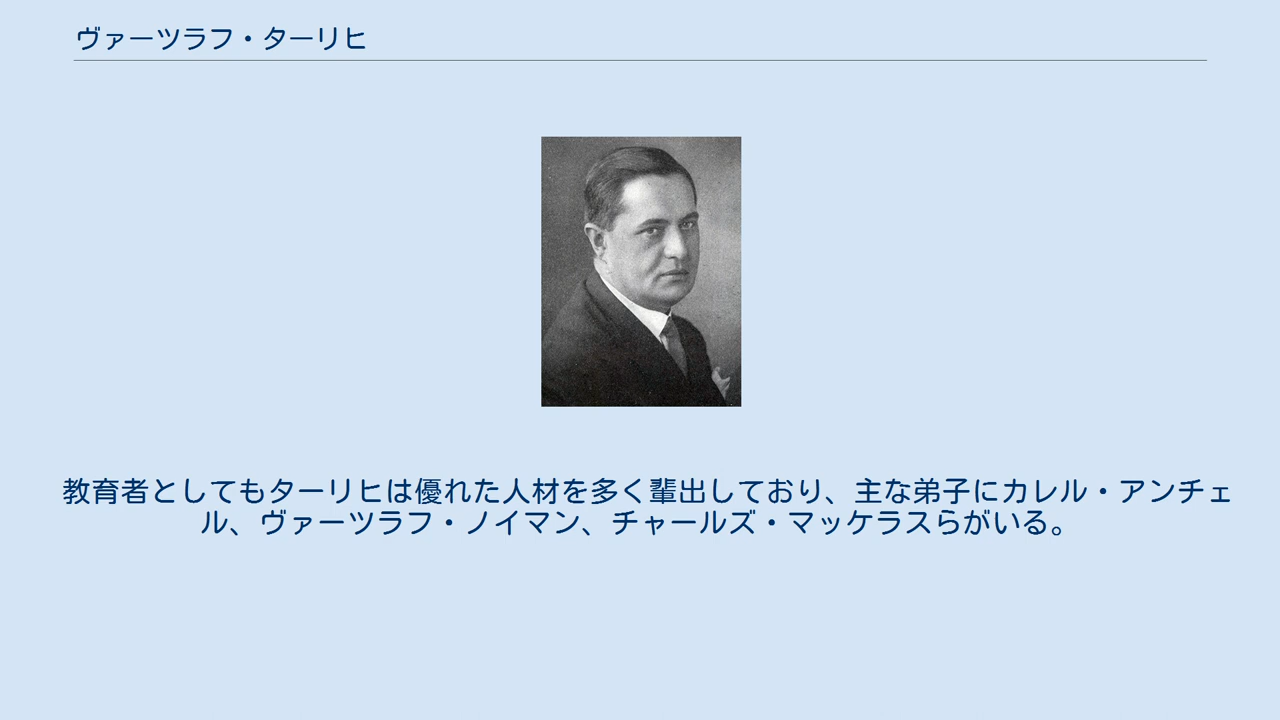 ヴァーツラフ・ターリヒ
教育者としてもターリヒは優れた人材を多く輩出しており、主な弟子にカレル・アンチェ
ル、ヴァーツラフ・ノイマン、チャールズ・マッケラスらがいる。